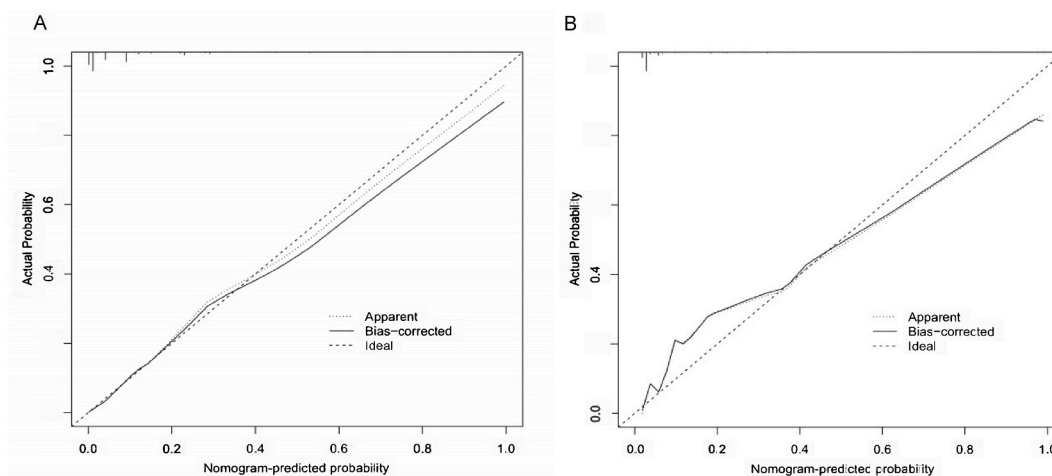 A
Actual Probability
1.0
0.6
0.4
Apparent
Bias-corrected
Ideal
0.0 0.2 0.4 0.6 0.8 1.0
Nomogram-predicted probability
B
Actual Probability
0.4
0.0
Apparent
Bias-corrected
Ideal
0.0 0.2 0.4 0.6 0.8 1.0
Nomogram-predicted probability